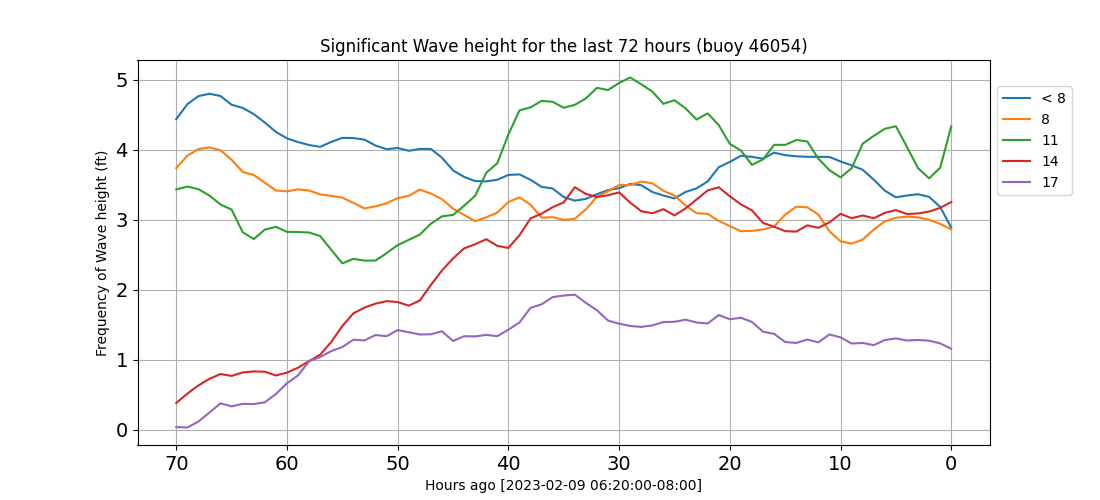 Significant Wave height for the last 72 hours (buoy 46054)
Frequency of Wave height (ft)
5
4
3
2
1
0
70 60 50 40 30 20 10 0
Hours ago [2023-02-09 06:20:00-08:00]
< 8
8
11
14
17